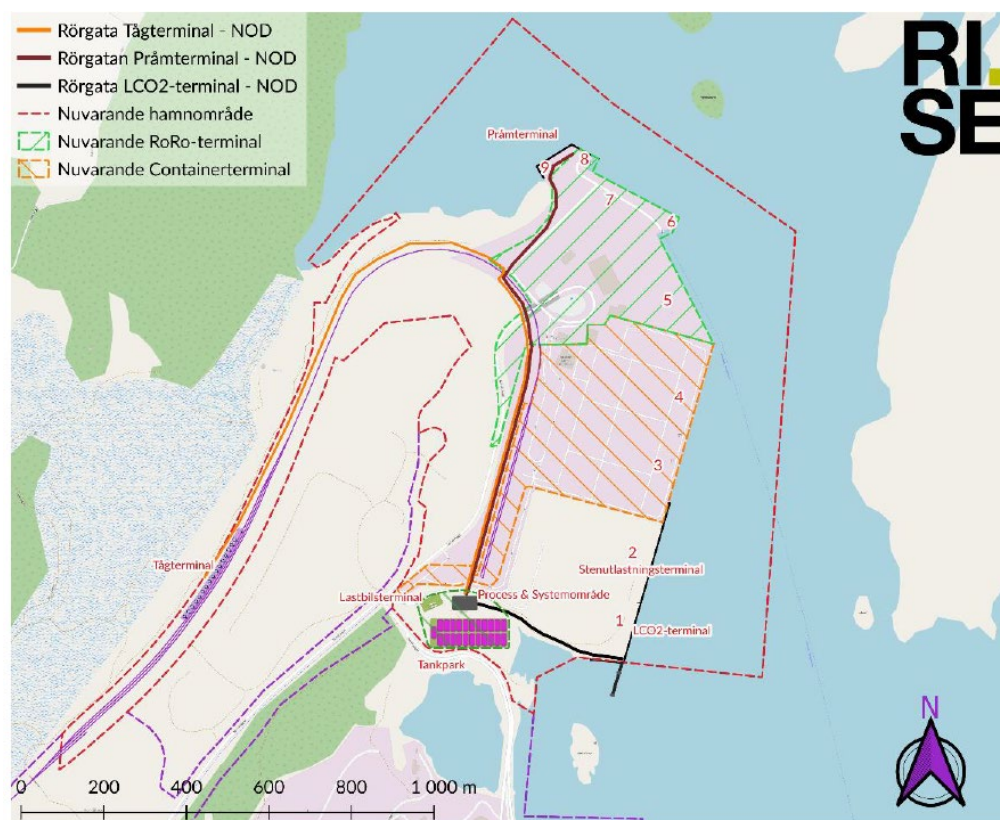 Rörgata Tågterminal - NOD
Rörgatan Pråmterminal - NOD
Rörgata LCO2-terminal - NOD
Nuvarande hamnområde
Nuvarande RoRo-terminal
Nuvarande Containerterminal
RI.
SE
Pråmterminal
9
8
7
6
5
4
3
2
Stenutlastningsterminal
Tågterminal
Lastbilsterminal
Process & Systemområde
1
LCO2-terminal
Tankpark
N
0 200 400 600 800 1 000 m